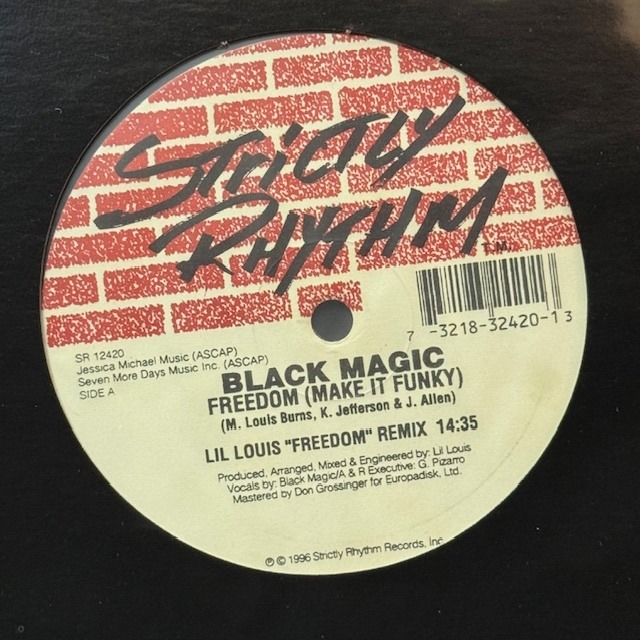 STRICTLY
RHYTHM
T.M.
7 -3218-32420-1 3
SR 12420
Jessica Michael Music (ASCAP)
Seven More Days Music Inc. (ASCAP)
SIDE A
BLACK MAGIC
FREEDOM (MAKE IT FUNKY)
(M. Louis Burns, K. Jefferson & J. Allen)
LIL LOUIS "FREEDOM" REMIX 14:35
Produced, Arranged, Mixed & Engineered by: Lil Louis
Vocals by: Black Magic/A & R Executive: G. Pizarro
Mastered by Don Grossinger for Europadisk, Ltd.
℗ © 1996 Strictly Rhythm Records, Inc